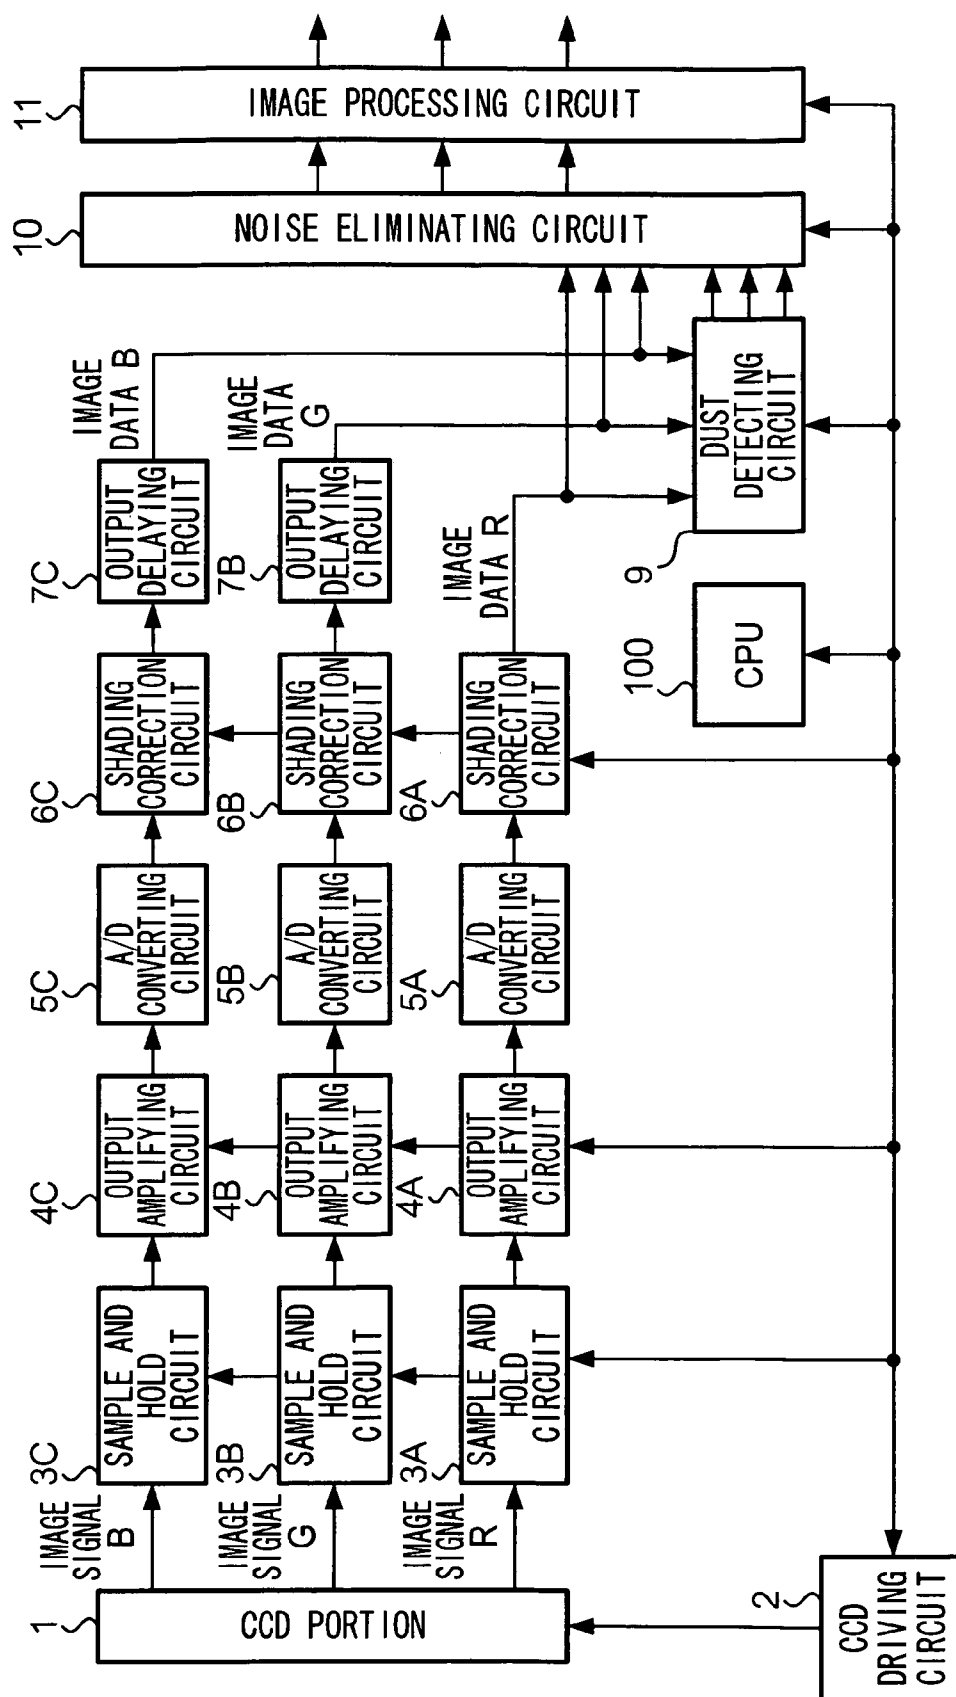 1
CCD PORTION
2
CCD
DRIVING
CIRCUIT
IMAGE
SIGNAL
B
IMAGE
SIGNAL
G
IMAGE
SIGNAL
R
3C
SAMPLE AND
HOLD
CIRCUIT
3B
SAMPLE AND
HOLD
CIRCUIT
3A
SAMPLE AND
HOLD
CIRCUIT
4C
OUTPUT
AMPLIFYING
CIRCUIT
4B
OUTPUT
AMPLIFYING
CIRCUIT
4A
OUTPUT
AMPLIFYING
CIRCUIT
5C
A/D
CONVERTING
CIRCUIT
5B
A/D
CONVERTING
CIRCUIT
5A
A/D
CONVERTING
CIRCUIT
6C
SHADING
CORRECTION
CIRCUIT
6B
SHADING
CORRECTION
CIRCUIT
6A
SHADING
CORRECTION
CIRCUIT
7C
OUTPUT
DELAYING
CIRCUIT
7B
OUTPUT
DELAYING
CIRCUIT
IMAGE
DATA B
IMAGE
DATA
G
IMAGE
DATA R
100
CPU
9
DUST
DETECTING
CIRCUIT
10
NOISE ELIMINATING CIRCUIT
11
IMAGE PROCESSING CIRCUIT